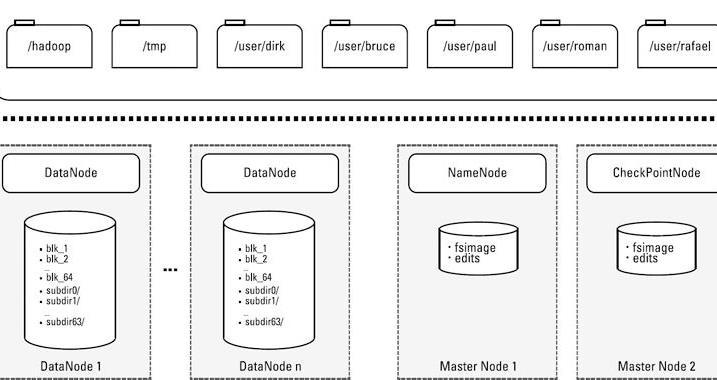 /hadoop
/tmp
/user/dirk
/user/bruce
/user/paul
/user/roman
/user/rafael
DataNode
• blk_1
• blk_2
...
• blk_64
• subdir0/
• subdir1/
...
• subdir63/
DataNode 1
...
DataNode
• blk_1
• blk_2
...
• blk_64
• subdir0/
• subdir1/
...
• subdir63/
DataNode n
NameNode
• fsimage
• edits
Master Node 1
CheckPointNode
• fsimage
• edits
Master Node 2